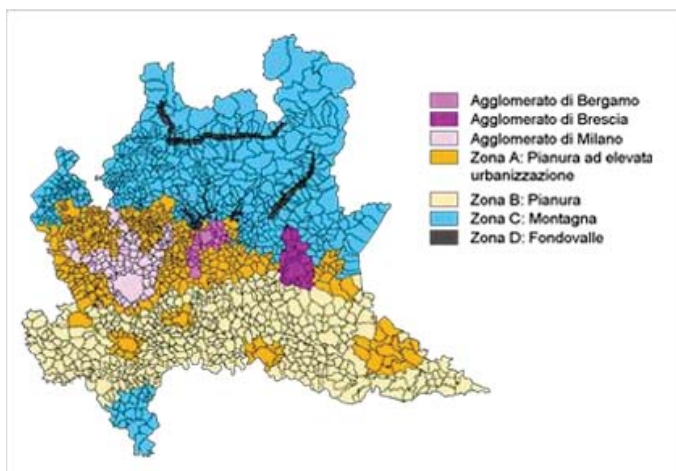 Agglomerato di Bergamo
Agglomerato di Brescia
Agglomerato di Milano
Zona A: Pianura ad elevata
urbanizzazione
Zona B: Pianura
Zona C: Montagna
Zona D: Fondovalle